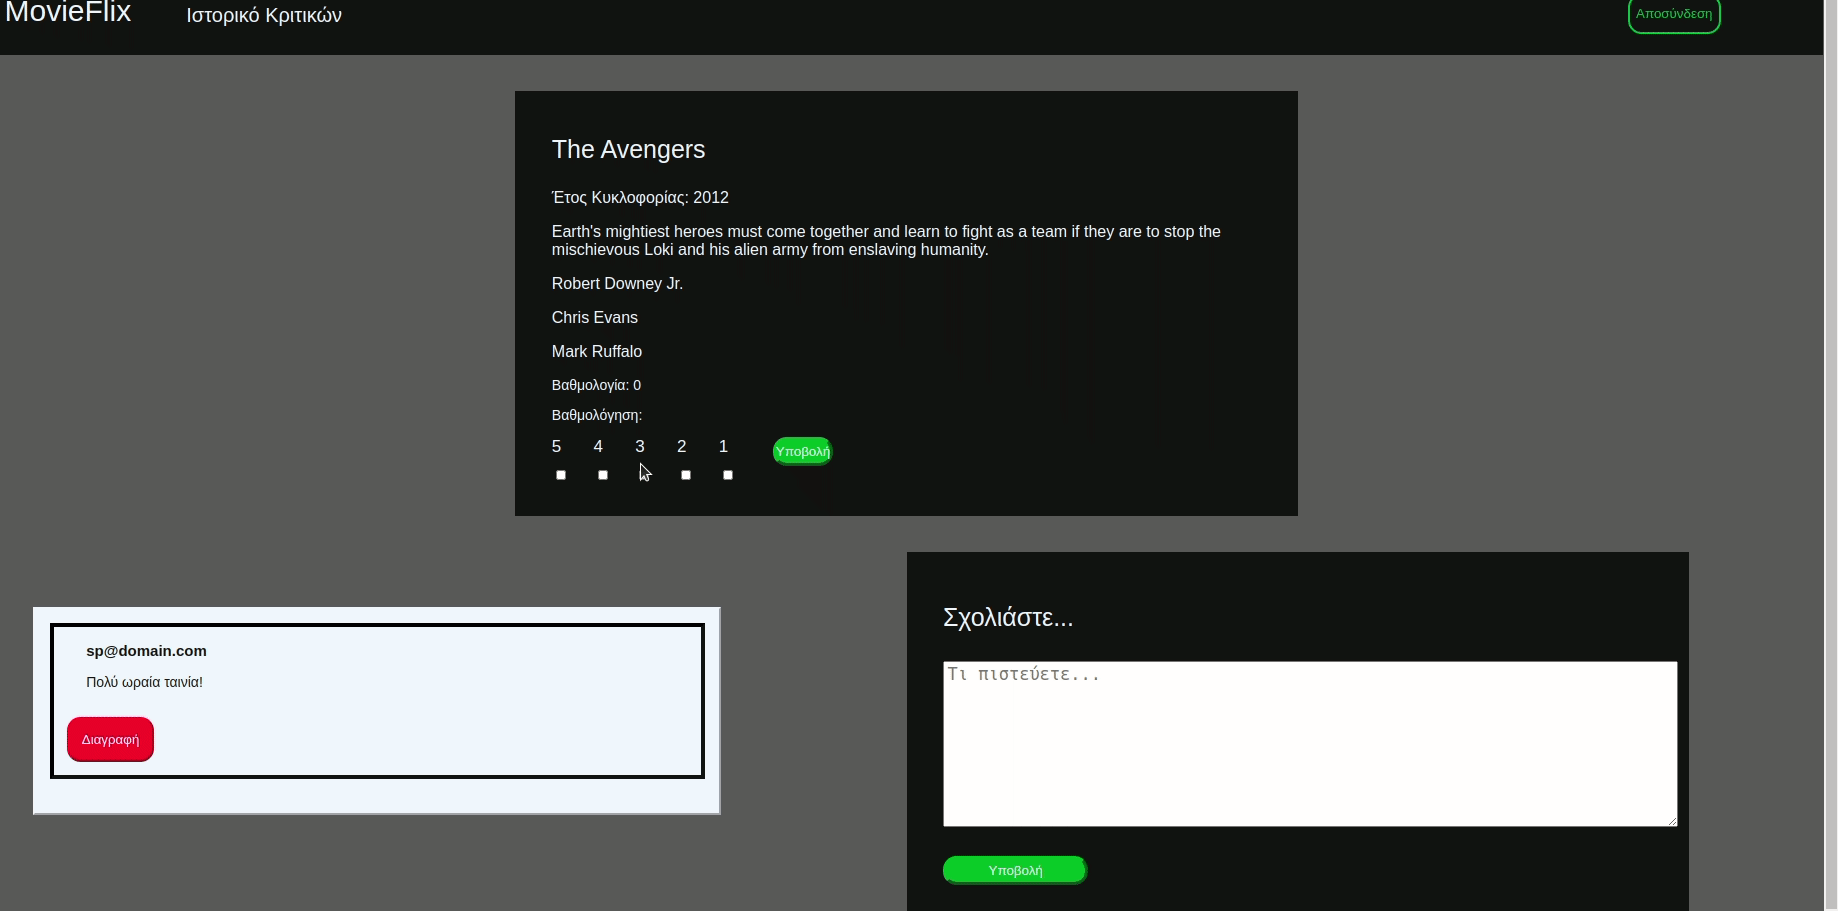 MovieFlix
Ιστορικό Κριτικών
Αποσύνδεση
The Avengers
Έτος Κυκλοφορίας: 2012
Earth's mightiest heroes must come together and learn to fight as a team if they are to stop the
mischievous Loki and his alien army from enslaving humanity.
Robert Downey Jr.
Chris Evans
Mark Ruffalo
Βαθμολογία: 0
Βαθμολόγηση:
5 4 3 2 1
Υποβολή
sp@domain.com
Πολύ ωραία ταινία!
Διαγραφή
Σχολιάστε...
Τι πιστεύετε...
Υποβολή